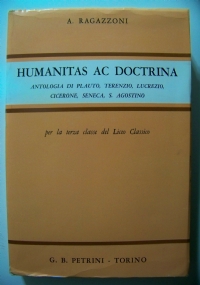 A. RAGAZZONI
HUMANITAS AC DOCTRINA
ANTOLOGIA DI PLAUTO, TERENZIO, LUCREZIO,
CICERONE, SENECA, S. AGOSTINO
per la terza classe del Liceo Classico
G. B. PETRINI - TORINO